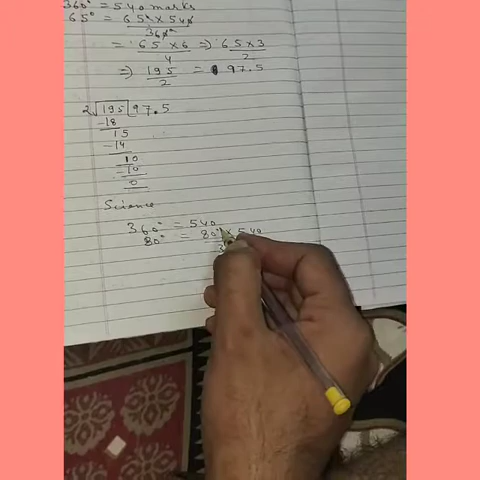 360° = 540 marks
65° = 65° x 540
360°
= 65 x 6 => 65 x 3
4 2
=> 195 = 97.5
2
2 195 97.5
-18
15
-14
10
-10
0
Science
360° = 540
80° = 80° x 540
3